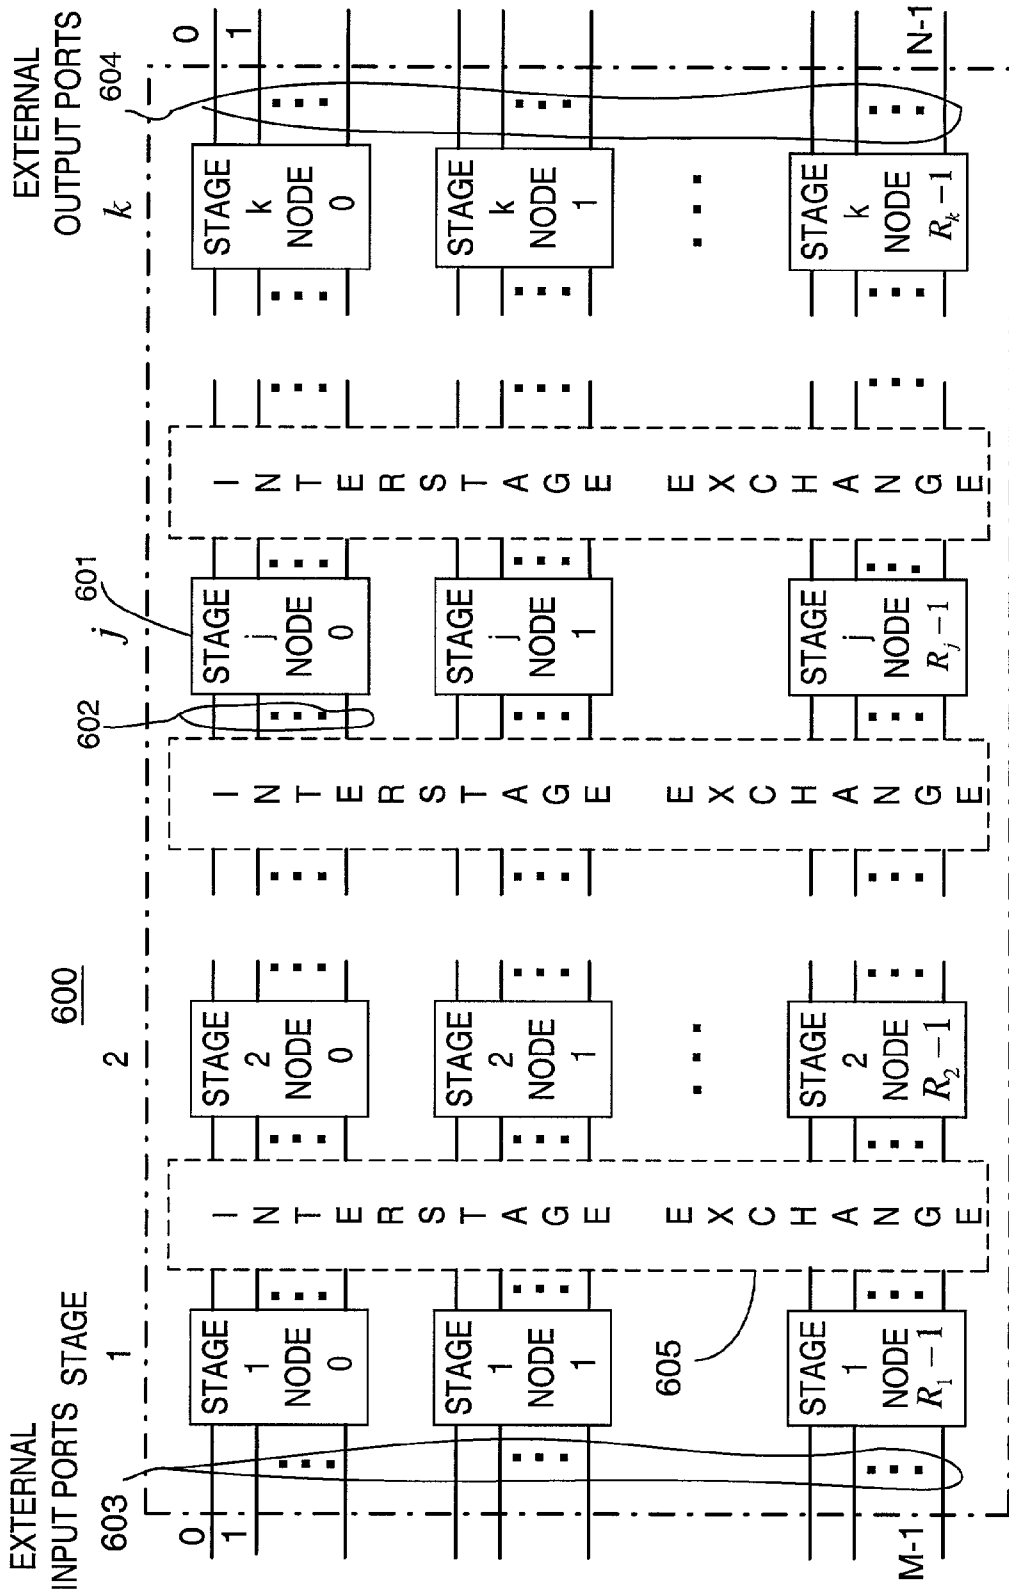 600
EXTERNAL
INPUT PORTS
STAGE
1
2
j
k
EXTERNAL
OUTPUT PORTS
603
605
602
601
604
0
1
M-1
STAGE
1
NODE
0
STAGE
1
NODE
1
STAGE
1
NODE
R₁−1
INTERSTAGE EXCHANGE
STAGE
2
NODE
0
STAGE
2
NODE
1
STAGE
2
NODE
R₂−1
INTERSTAGE EXCHANGE
STAGE
j
NODE
0
STAGE
j
NODE
1
STAGE
j
NODE
Rⱼ−1
INTERSTAGE EXCHANGE
STAGE
k
NODE
0
STAGE
k
NODE
1
STAGE
k
NODE
Rₖ−1
0
1
N-1